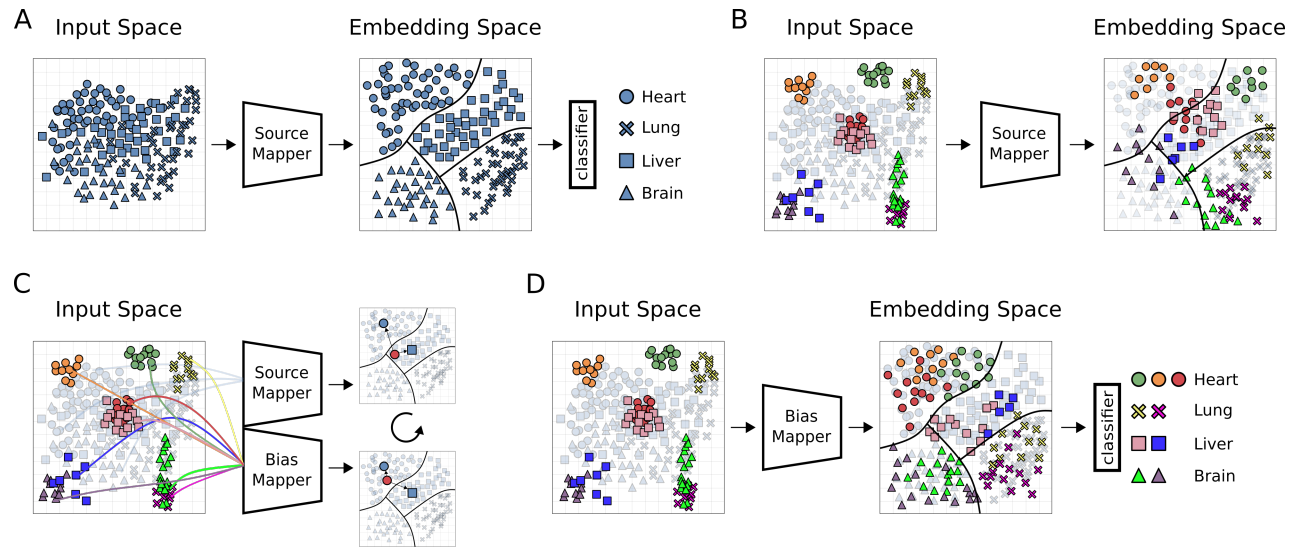 A
Input Space
Embedding Space
Source
Mapper
classifier
Heart
Lung
Liver
Brain
B
Input Space
Embedding Space
Source
Mapper
C
Input Space
Source
Mapper
Bias
Mapper
D
Input Space
Embedding Space
Bias
Mapper
classifier
Heart
Lung
Liver
Brain